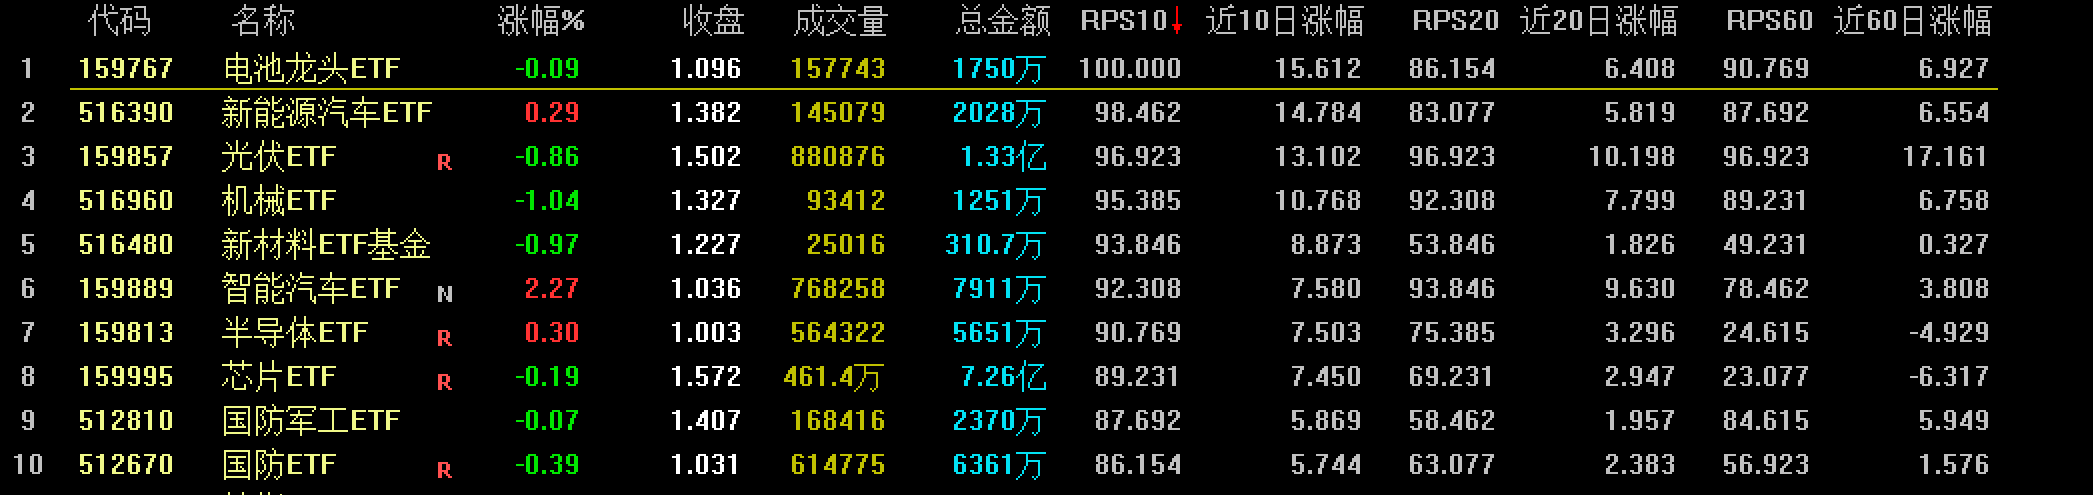 代码 名称 涨幅% 收盘 成交量 总金额 RPS10↓ 近10日涨幅 RPS20 近20日涨幅 RPS60 近60日涨幅
1 159767 电池龙头ETF -0.09 1.096 157743 1750万 100.000 15.612 86.154 6.408 90.769 6.927
2 516390 新能源汽车ETF 0.29 1.382 145079 2028万 98.462 14.784 83.077 5.819 87.692 6.554
3 159857 光伏ETF R -0.86 1.502 880876 1.33亿 96.923 13.102 96.923 10.198 96.923 17.161
4 516960 机械ETF -1.04 1.327 93412 1251万 95.385 10.768 92.308 7.799 89.231 6.758
5 516480 新材料ETF基金 -0.97 1.227 25016 310.7万 93.846 8.873 53.846 1.826 49.231 0.327
6 159889 智能汽车ETF N 2.27 1.036 768258 7911万 92.308 7.580 93.846 9.630 78.462 3.808
7 159813 半导体ETF R 0.30 1.003 564322 5651万 90.769 7.503 75.385 3.296 24.615 -4.929
8 159995 芯片ETF R -0.19 1.572 461.4万 7.26亿 89.231 7.450 69.231 2.947 23.077 -6.317
9 512810 国防军工ETF -0.07 1.407 168416 2370万 87.692 5.869 58.462 1.957 84.615 5.949
10 512670 国防ETF R -0.39 1.031 614775 6361万 86.154 5.744 63.077 2.383 56.923 1.576